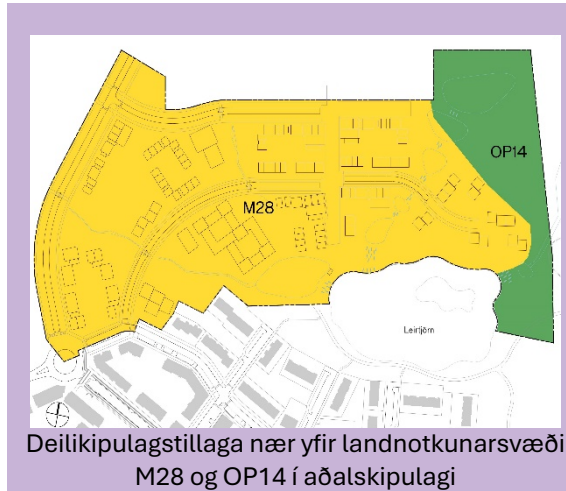 OP14
M28
Leirtjörn
Deilikipulagstillaga nær yfir landnotkunarsvæði
M28 og OP14 í aðalskipulagi